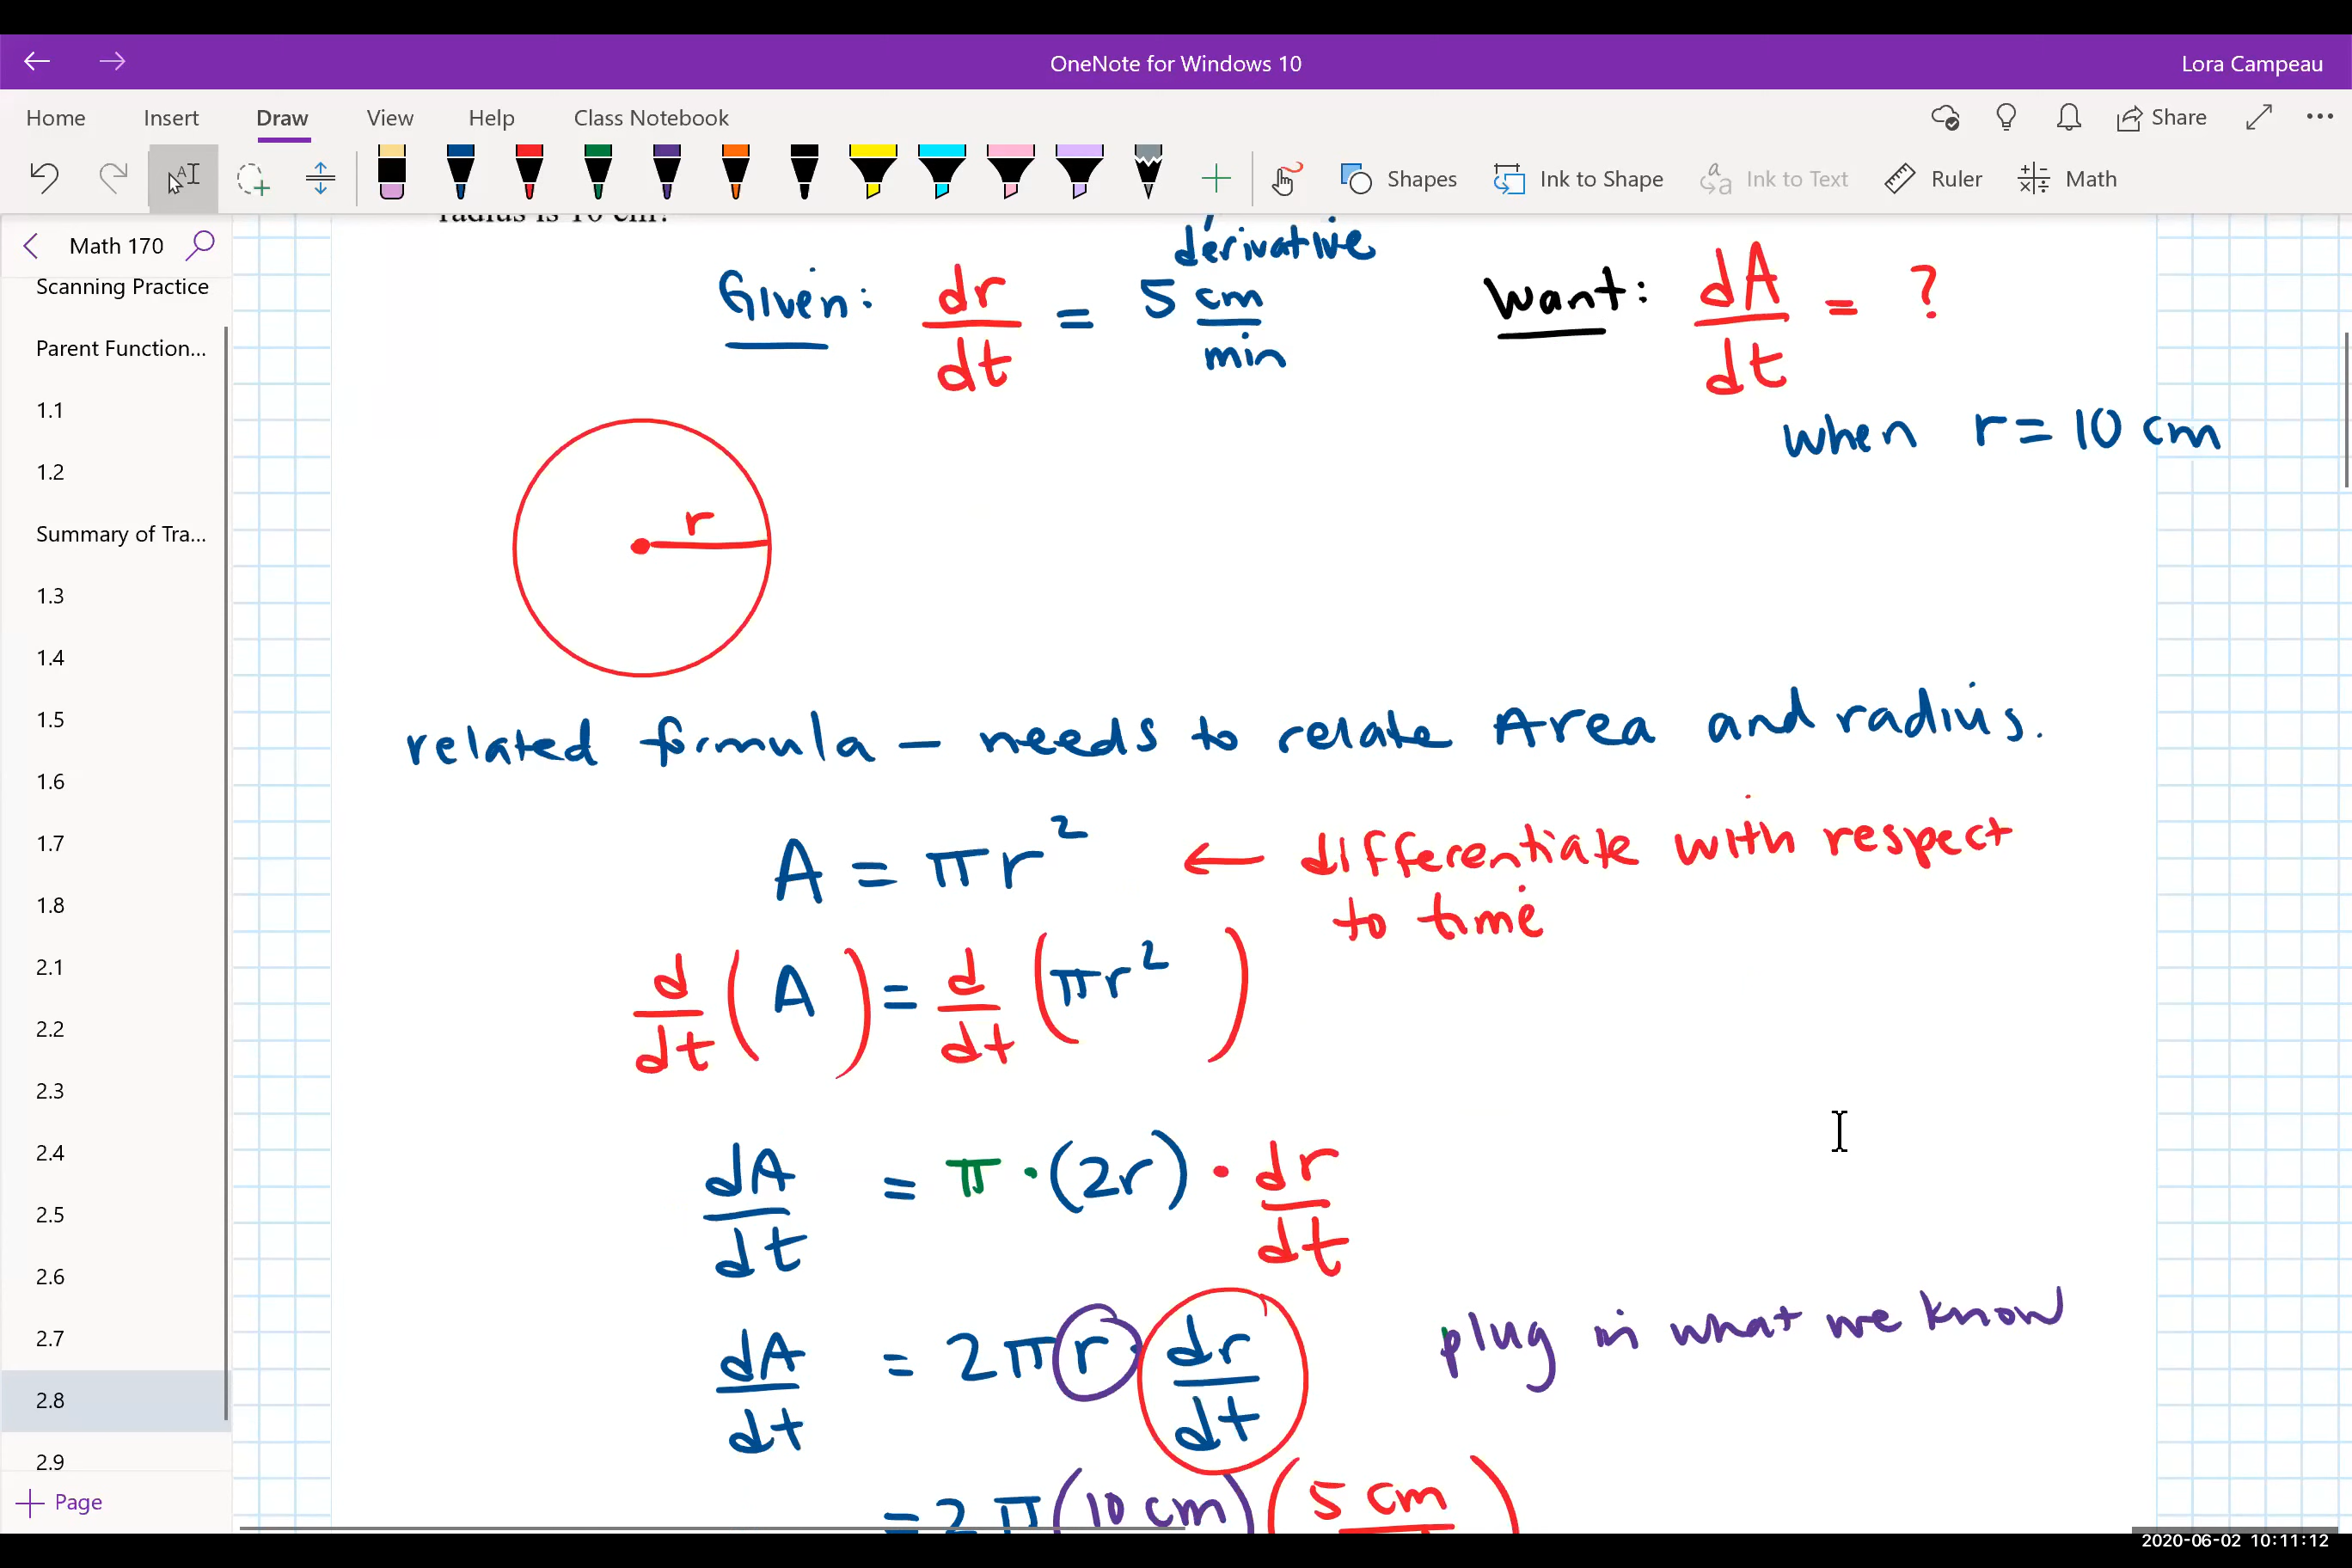 OneNote for Windows 10
Lora Campeau
Home Insert Draw View Help Class Notebook Share
Shapes Ink to Shape Ink to Text Ruler Math
Math 170
Scanning Practice
Parent Function...
1.1
1.2
Summary of Tra...
1.3
1.4
1.5
1.6
1.7
1.8
2.1
2.2
2.3
2.4
2.5
2.6
2.7
2.8
2.9
+ Page
radius is 10 cm?
derivative
Given: dr/dt = 5 cm/min Want: dA/dt = ?
when r = 10 cm
r
related formula — needs to relate Area and radius.
A = πr² ← differentiate with respect
to time
d/dt (A) = d/dt (πr²)
dA/dt = π · (2r) · dr/dt
dA/dt = 2πr · dr/dt plug in what we know
= 2π (10 cm) (5 cm
2020-06-02 10:11:12